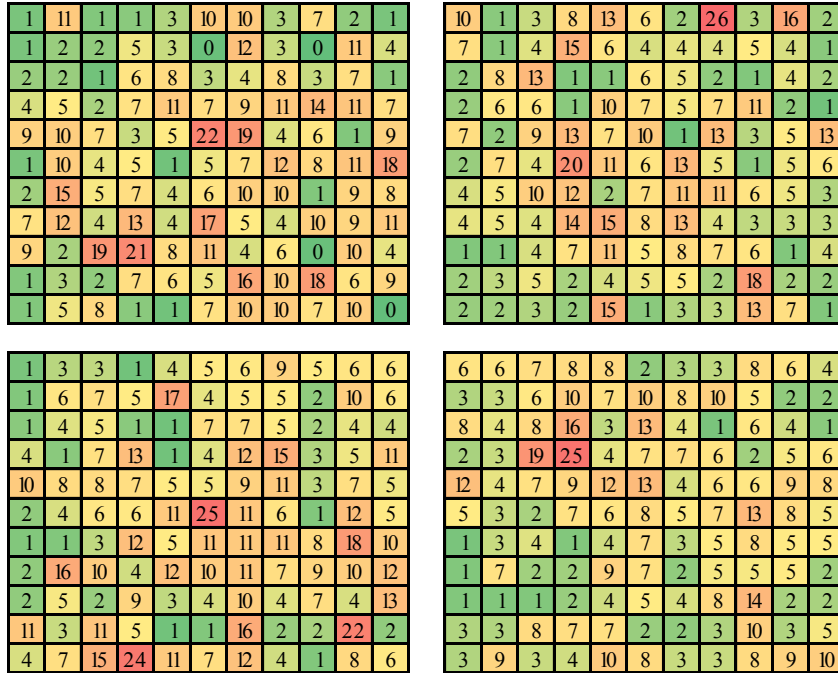 1 11 1 1 3 10 10 3 7 2 1
1 2 2 5 3 0 12 3 0 11 4
2 2 1 6 8 3 4 8 3 7 1
4 5 2 7 11 7 9 11 14 11 7
9 10 7 3 5 22 19 4 6 1 9
1 10 4 5 1 5 7 12 8 11 18
2 15 5 7 4 6 10 10 1 9 8
7 12 4 13 4 17 5 4 10 9 11
9 2 19 21 8 11 4 6 0 10 4
1 3 2 7 6 5 16 10 18 6 9
1 5 8 1 1 7 10 10 7 10 0
10 1 3 8 13 6 2 26 3 16 2
7 1 4 15 6 4 4 4 5 4 1
2 8 13 1 1 6 5 2 1 4 2
2 6 6 1 10 7 5 7 11 2 1
7 2 9 13 7 10 1 13 3 5 13
2 7 4 20 11 6 13 5 1 5 6
4 5 10 12 2 7 11 11 6 5 3
4 5 4 14 15 8 13 4 3 3 3
1 1 4 7 11 5 8 7 6 1 4
2 3 5 2 4 5 5 2 18 2 2
2 2 3 2 15 1 3 3 13 7 1
1 3 3 1 4 5 6 9 5 6 6
1 6 7 5 17 4 5 5 2 10 6
1 4 5 1 1 7 7 5 2 4 4
4 1 7 13 1 4 12 15 3 5 11
10 8 8 7 5 5 9 11 3 7 5
2 4 6 6 11 25 11 6 1 12 5
1 1 3 12 5 11 11 11 8 18 10
2 16 10 4 12 10 11 7 9 10 12
2 5 2 9 3 4 10 4 7 4 13
11 3 11 5 1 1 16 2 2 22 2
4 7 15 24 11 7 12 4 1 8 6
6 6 7 8 8 2 3 3 8 6 4
3 3 6 10 7 10 8 10 5 2 2
8 4 8 16 3 13 4 1 6 4 1
2 3 19 25 4 7 7 6 2 5 6
12 4 7 9 12 13 4 6 6 9 8
5 3 2 7 6 8 5 7 13 8 5
1 3 4 1 4 7 3 5 8 5 5
1 7 2 2 9 7 2 5 5 5 2
1 1 1 2 4 5 4 8 14 2 2
3 3 8 7 7 2 2 3 10 3 5
3 9 3 4 10 8 3 3 8 9 10